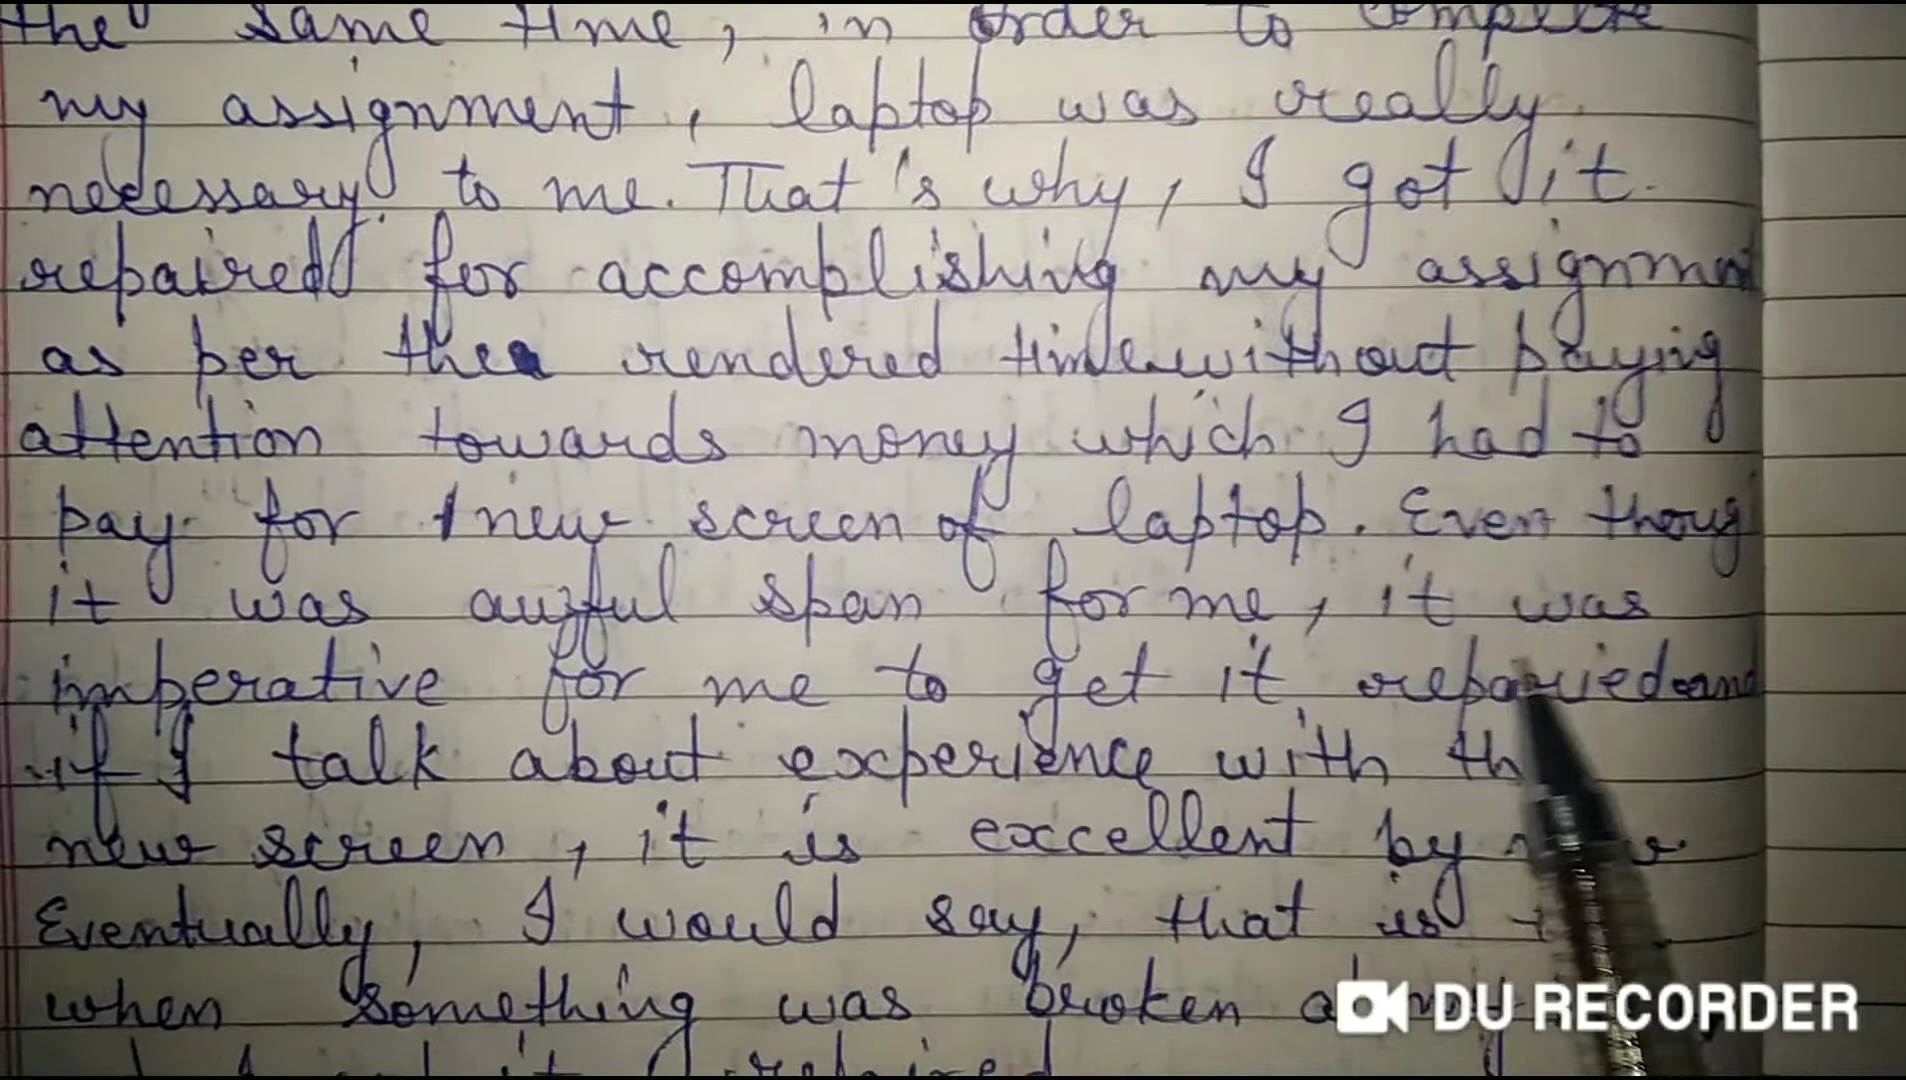 the same time, in order to complete
my assignment, laptop was really
necessary to me. That's why, I got it
repaired for accomplishing my assignment
as per the rendered time without paying
attention towards money which I had to
pay for new screen of laptop. Even thoug
it was awful span for me, it was
imperative for me to get it reparied and
if I talk about experience with
new screen, it is excellent by
Eventually, I would say, that is
when something was broken
I got it repaired
DU RECORDER